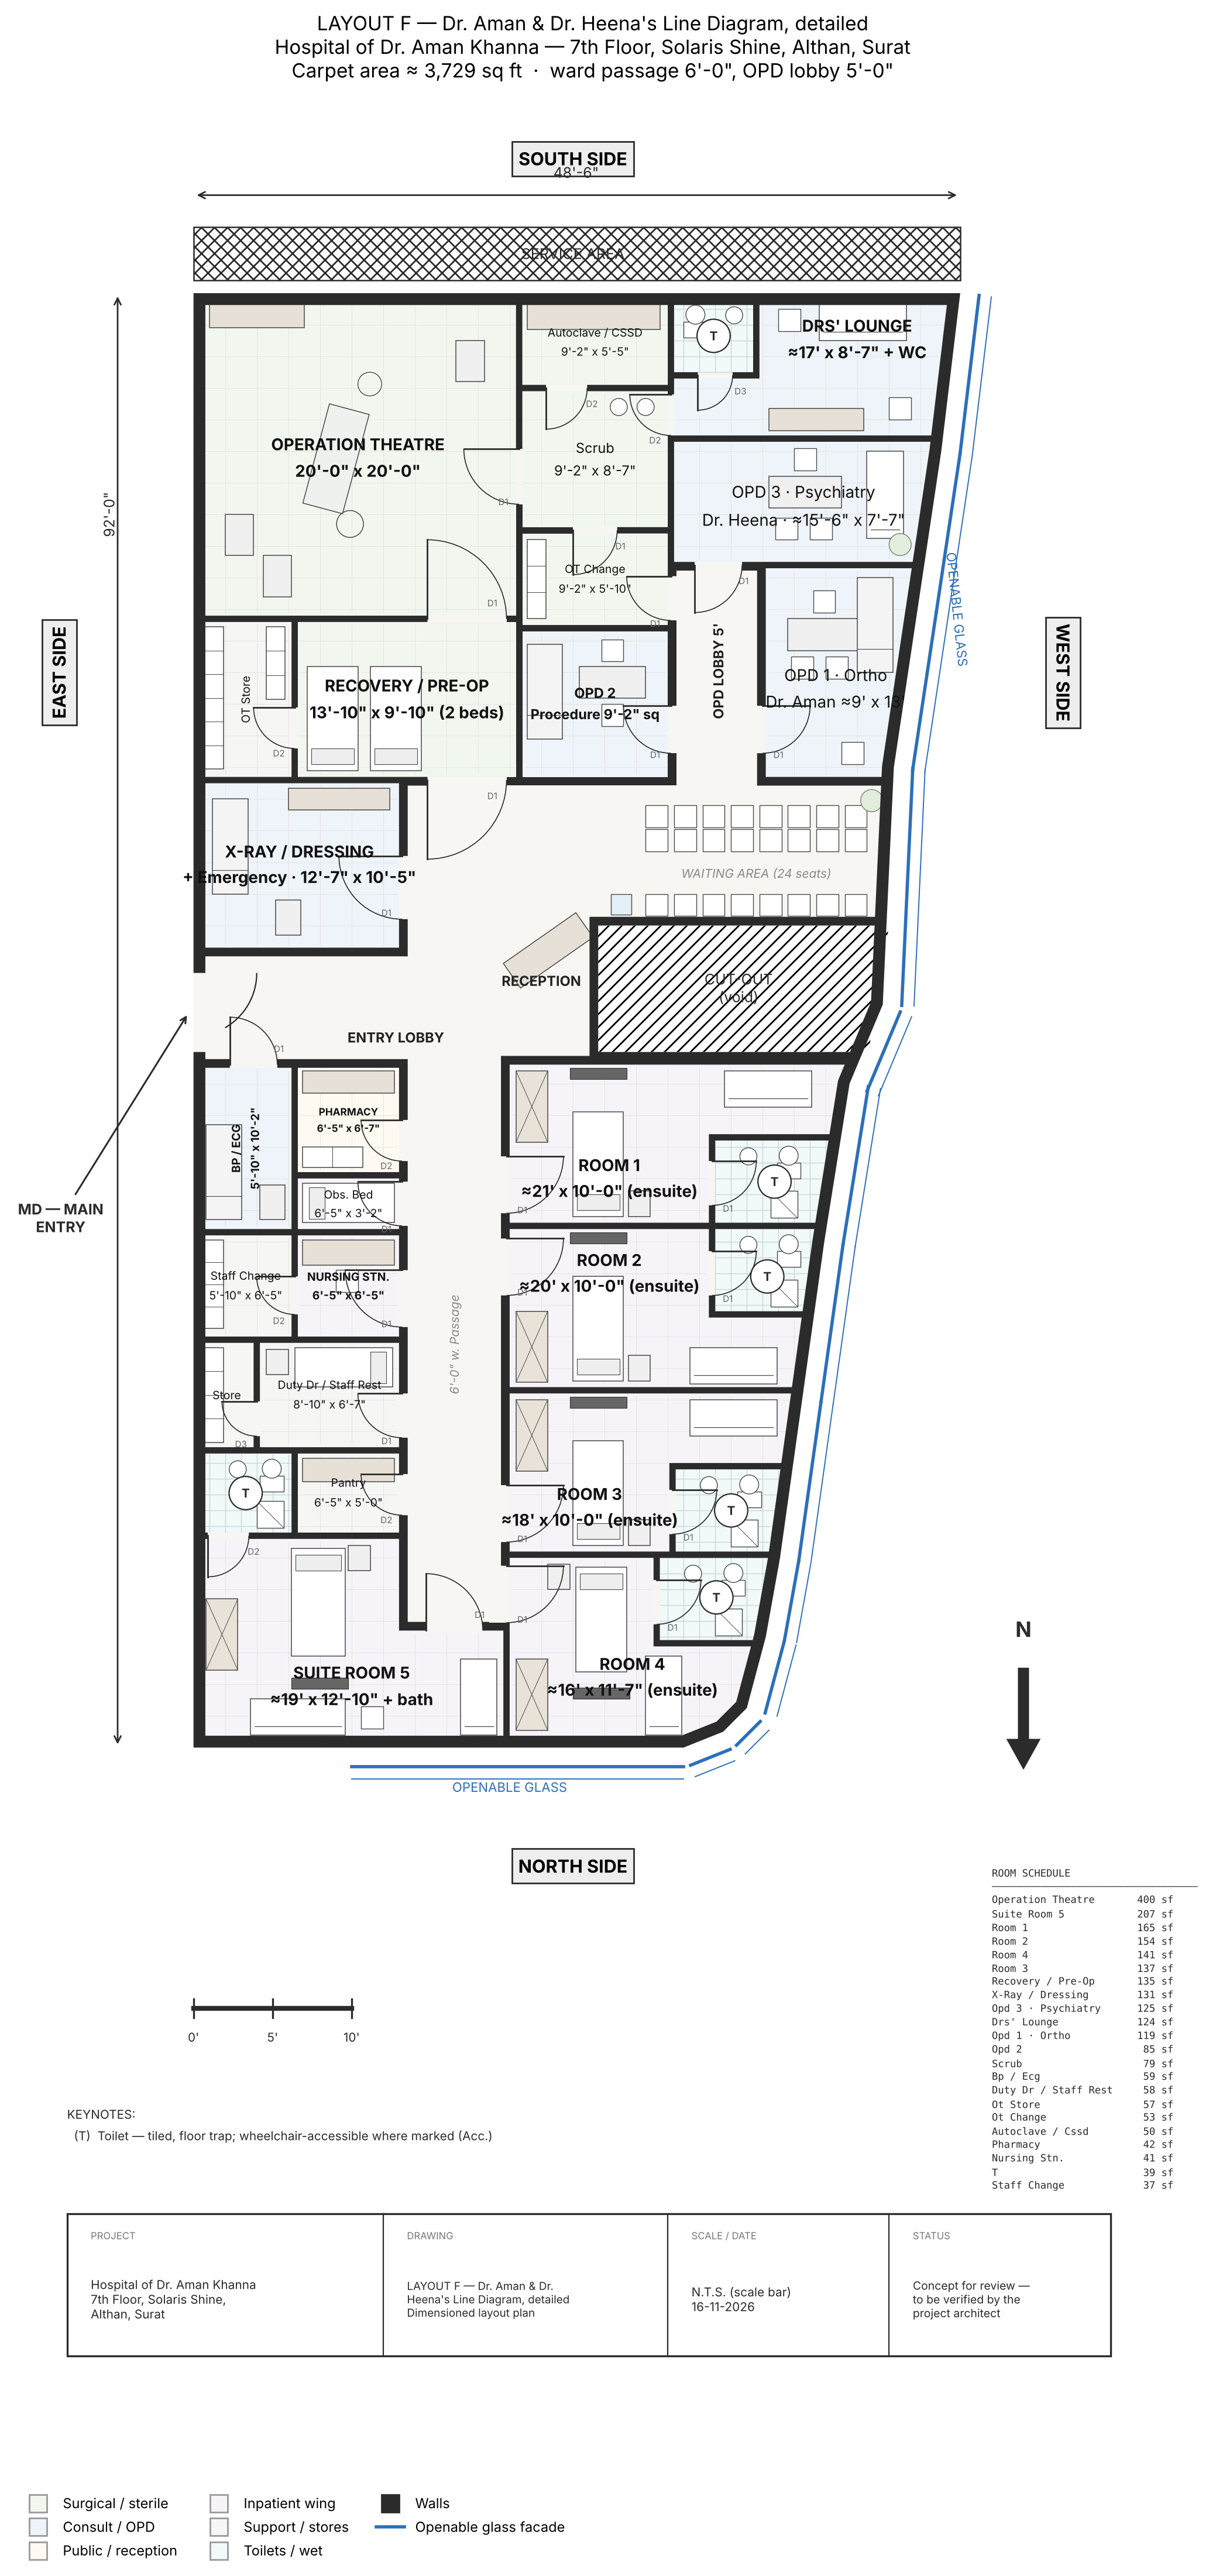 LAYOUT F — Dr. Aman & Dr. Heena's Line Diagram, detailed
Hospital of Dr. Aman Khanna — 7th Floor, Solaris Shine, Althan, Surat
Carpet area ≈ 3,729 sq ft · ward passage 6'-0", OPD lobby 5'-0"
SOUTH SIDE
48'-6"
SERVICE AREA
Autoclave / CSSD
9'-2" x 5'-5"
T
DRS' LOUNGE
≈17' x 8'-7" + WC
D3
D2
D2
OPERATION THEATRE
20'-0" x 20'-0"
Scrub
9'-2" x 8'-7"
D1
OPD 3 · Psychiatry
Dr. Heena · ≈15'-6" x 7'-7"
92'-0"
D1
OT Change
9'-2" x 5'-10"
D1
D1
D1
OPENABLE GLASS
EAST SIDE
WEST SIDE
OT Store
RECOVERY / PRE-OP
13'-10" x 9'-10" (2 beds)
OPD 2
Procedure 9'-2" sq
OPD LOBBY 5'
OPD 1 · Ortho
Dr. Aman ≈9' x 13'
D2
D1
D1
D1
X-RAY / DRESSING
+ Emergency · 12'-7" x 10'-5"
D1
WAITING AREA (24 seats)
RECEPTION
CUT-OUT
(void)
ENTRY LOBBY
D1
MD — MAIN
ENTRY
BP / ECG
5'-10" x 10'-2"
PHARMACY
6'-5" x 6'-7"
D2
Obs. Bed
6'-5" x 3'-2"
D1
ROOM 1
≈21' x 10'-0" (ensuite)
T
D1
D1
Staff Change
5'-10" x 6'-5"
D2
NURSING STN.
6'-5" x 6'-5"
D1
ROOM 2
≈20' x 10'-0" (ensuite)
T
D1
D1
6'-0" w. Passage
Store
D3
Duty Dr / Staff Rest
8'-10" x 6'-7"
D1
T
D2
Pantry
6'-5" x 5'-0"
D2
ROOM 3
≈18' x 10'-0" (ensuite)
T
D1
D1
SUITE ROOM 5
≈19' x 12'-10" + bath
D1
ROOM 4
≈16' x 11'-7" (ensuite)
T
D1
D1
N
OPENABLE GLASS
NORTH SIDE
ROOM SCHEDULE
Operation Theatre 400 sf
Suite Room 5 207 sf
Room 1 165 sf
Room 2 154 sf
Room 4 141 sf
Room 3 137 sf
Recovery / Pre-Op 135 sf
X-Ray / Dressing 131 sf
Opd 3 · Psychiatry 125 sf
Drs' Lounge 124 sf
Opd 1 · Ortho 119 sf
Opd 2 85 sf
Scrub 79 sf
Bp / Ecg 59 sf
Duty Dr / Staff Rest 58 sf
Ot Store 57 sf
Ot Change 53 sf
Autoclave / Cssd 50 sf
Pharmacy 42 sf
Nursing Stn. 41 sf
T 39 sf
Staff Change 37 sf
0' 5' 10'
KEYNOTES:
(T) Toilet — tiled, floor trap; wheelchair-accessible where marked (Acc.)
PROJECT
Hospital of Dr. Aman Khanna
7th Floor, Solaris Shine,
Althan, Surat
DRAWING
LAYOUT F — Dr. Aman & Dr.
Heena's Line Diagram, detailed
Dimensioned layout plan
SCALE / DATE
N.T.S. (scale bar)
16-11-2026
STATUS
Concept for review —
to be verified by the
project architect
Surgical / sterile
Consult / OPD
Public / reception
Inpatient wing
Support / stores
Toilets / wet
Walls
Openable glass facade